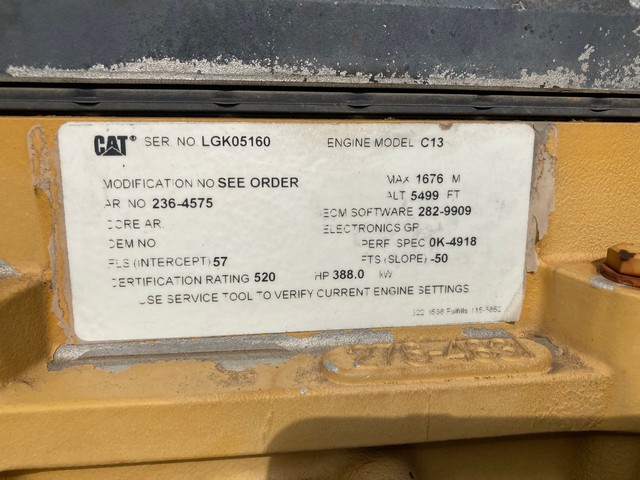 CAT® SER. NO LGK05160 ENGINE MODEL C13
MODIFICATION NO SEE ORDER MAX 1676 M
AR NO 236-4575 ALT 5499 FT
CORE AR. ECM SOFTWARE 282-9909
OEM NO ELECTRONICS GP
FLS (INTERCEPT) 57 PERF SPEC 0K-4918
FTS (SLOPE) -50
CERTIFICATION RATING 520 HP 388.0 kW
USE SERVICE TOOL TO VERIFY CURRENT ENGINE SETTINGS